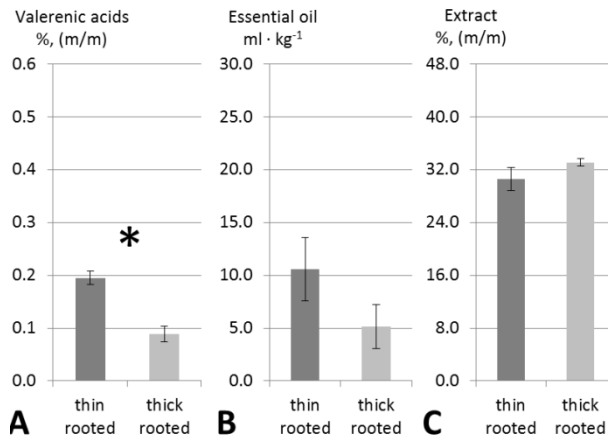 Valerenic acids
%, (m/m)
0.6
0.5
0.4
0.3
0.2
0.1
0.0
*
thin
rooted
thick
rooted
A
Essential oil
ml · kg⁻¹
30.0
25.0
20.0
15.0
10.0
5.0
0.0
thin
rooted
thick
rooted
B
Extract
%, (m/m)
48.0
40.0
32.0
24.0
16.0
8.0
0.0
thin
rooted
thick
rooted
C